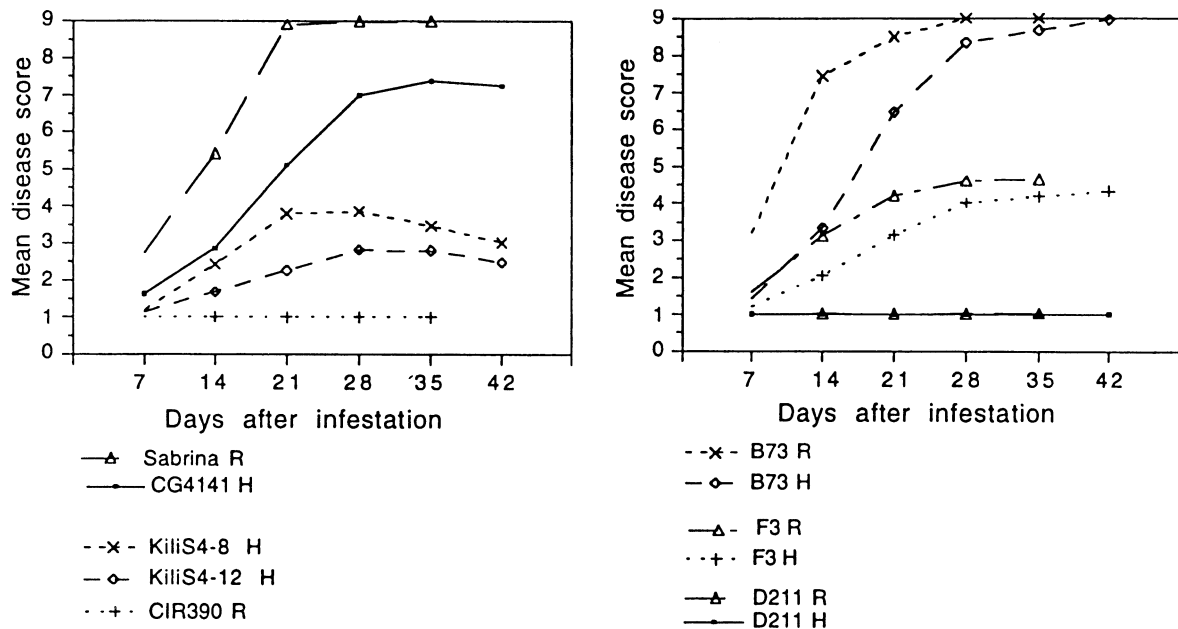 Mean disease score
9
8
7
6
5
4
3
2
1
0
7 14 21 28 35 42
Days after infestation
Sabrina R
CG4141 H
KiliS4-8 H
KiliS4-12 H
CIR390 R
Mean disease score
9
8
7
6
5
4
3
2
1
0
7 14 21 28 35 42
Days after infestation
B73 R
B73 H
F3 R
F3 H
D211 R
D211 H